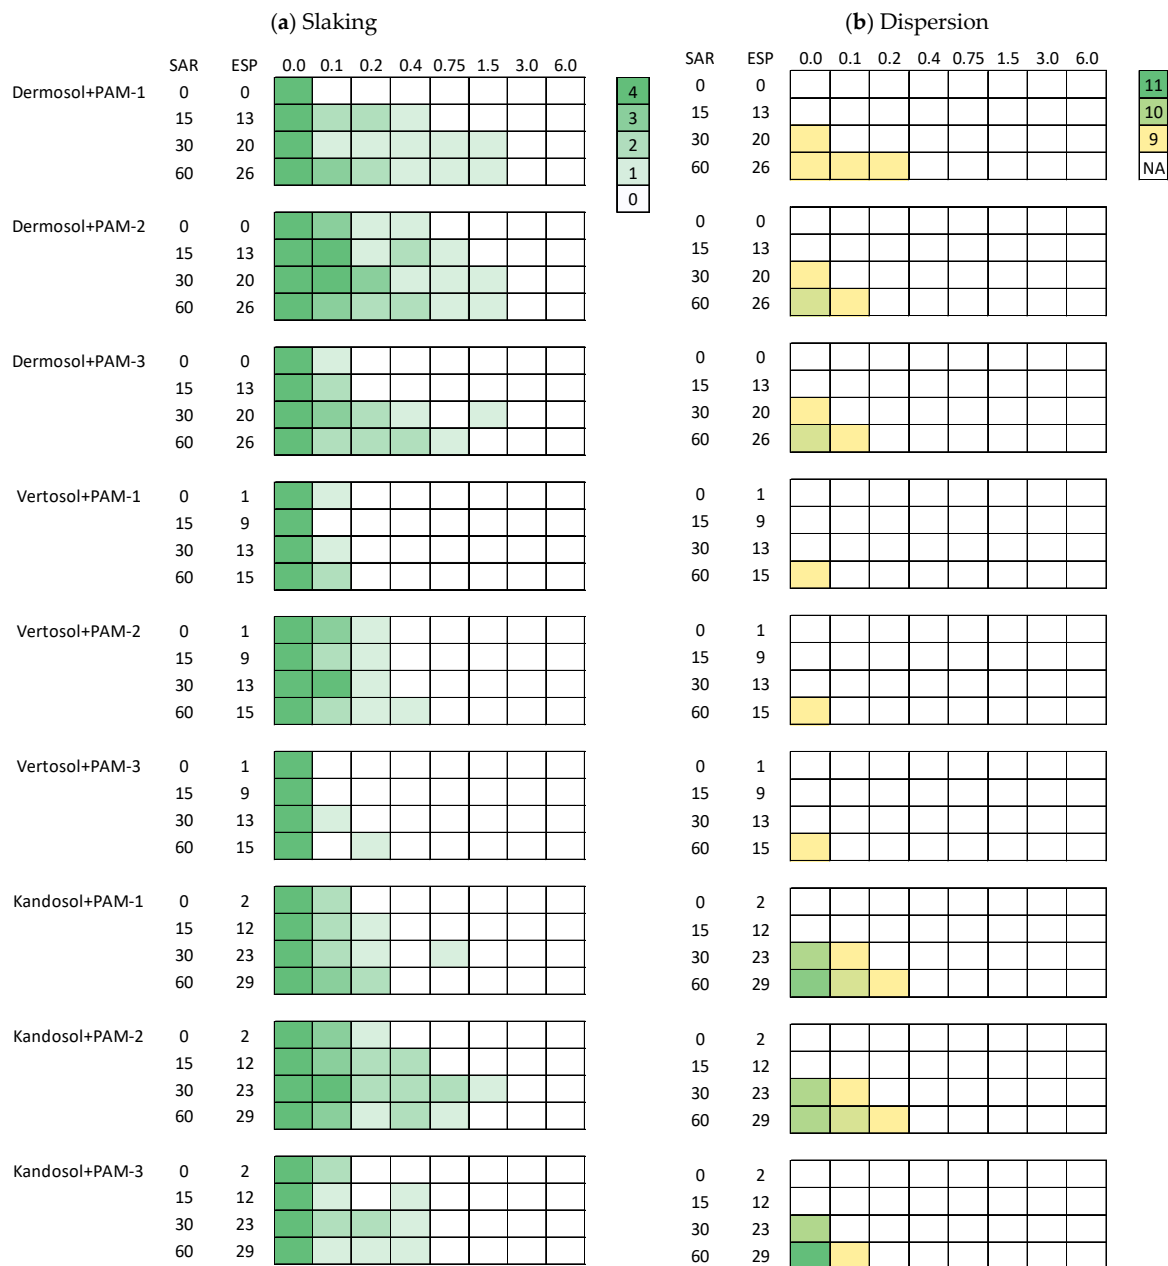 (a) Slaking (b) Dispersion
SAR ESP 0.0 0.1 0.2 0.4 0.75 1.5 3.0 6.0 SAR ESP 0.0 0.1 0.2 0.4 0.75 1.5 3.0 6.0
Dermosol+PAM-1 0 0 4 0 0 11
15 13 3 15 13 10
30 20 2 30 20 9
60 26 1 60 26 NA
0
Dermosol+PAM-2 0 0 0 0
15 13 15 13
30 20 30 20
60 26 60 26
Dermosol+PAM-3 0 0 0 0
15 13 15 13
30 20 30 20
60 26 60 26
Vertosol+PAM-1 0 1 0 1
15 9 15 9
30 13 30 13
60 15 60 15
Vertosol+PAM-2 0 1 0 1
15 9 15 9
30 13 30 13
60 15 60 15
Vertosol+PAM-3 0 1 0 1
15 9 15 9
30 13 30 13
60 15 60 15
Kandosol+PAM-1 0 2 0 2
15 12 15 12
30 23 30 23
60 29 60 29
Kandosol+PAM-2 0 2 0 2
15 12 15 12
30 23 30 23
60 29 60 29
Kandosol+PAM-3 0 2 0 2
15 12 15 12
30 23 30 23
60 29 60 29